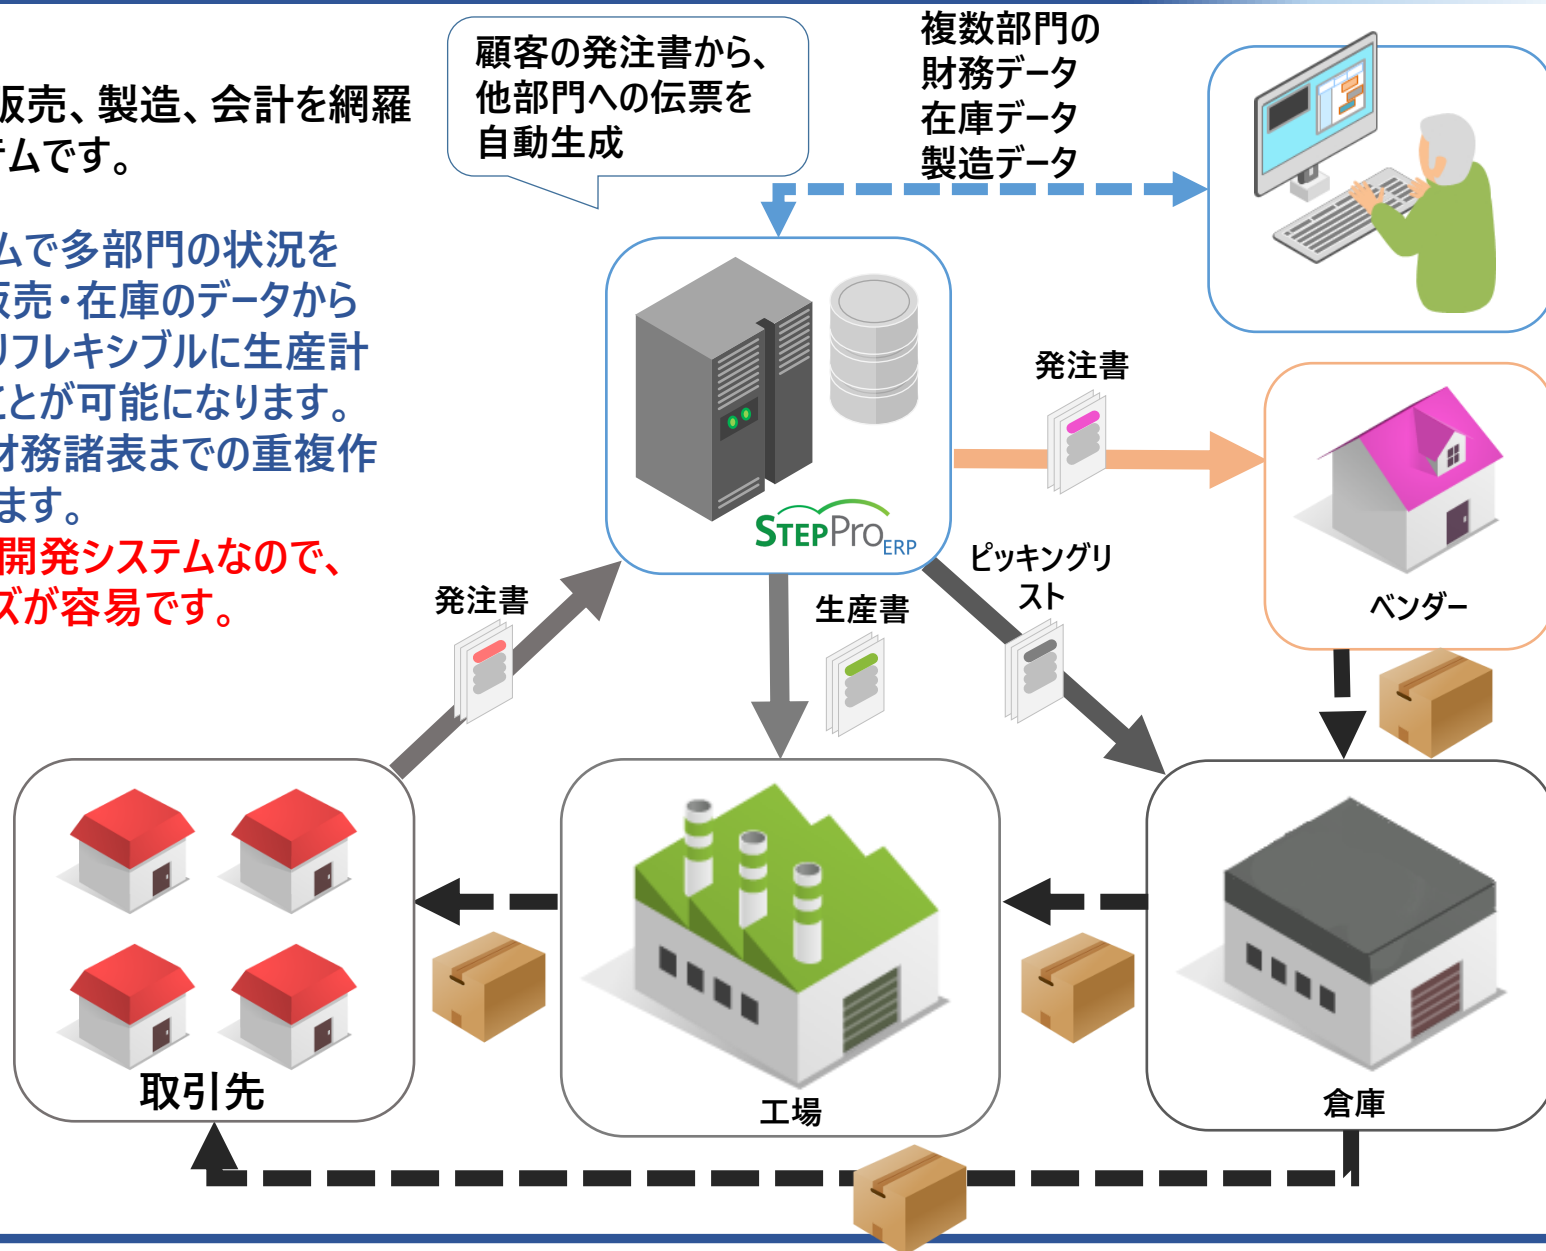 顧客の発注書から、
他部門への伝票を
自動生成
複数部門の
財務データ
在庫データ
製造データ
販売、製造、会計を網羅
テムです。
ムで多部門の状況を
販売・在庫のデータから
りフレキシブルに生産計
ことが可能になります。
財務諸表までの重複作
ます。
開発システムなので、
ズが容易です。
STEPPro ERP
発注書
発注書
生産書
ピッキングリ
スト
ベンダー
取引先
工場
倉庫